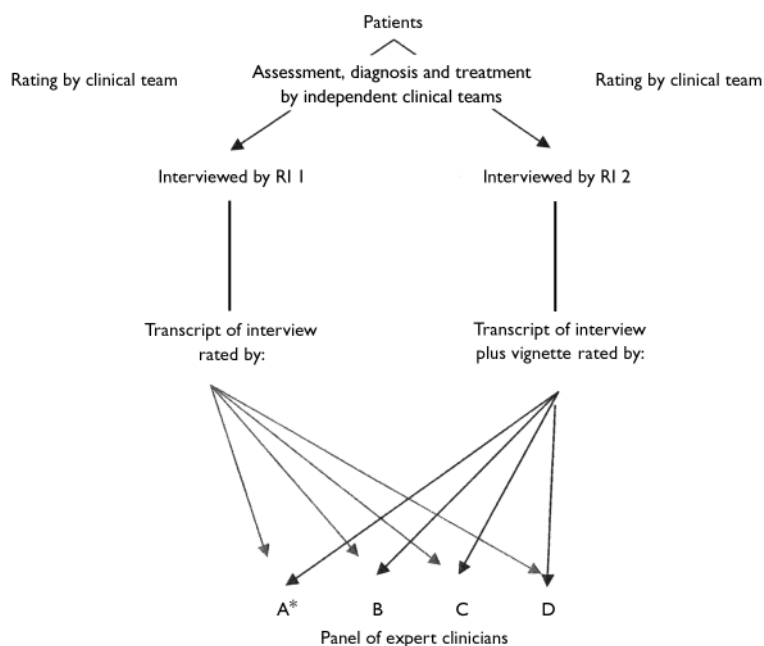 Patients
Rating by clinical team
Assessment, diagnosis and treatment
by independent clinical teams
Rating by clinical team
Interviewed by RI 1
Interviewed by RI 2
Transcript of interview
rated by:
Transcript of interview
plus vignette rated by:
A*
B
C
D
Panel of expert clinicians